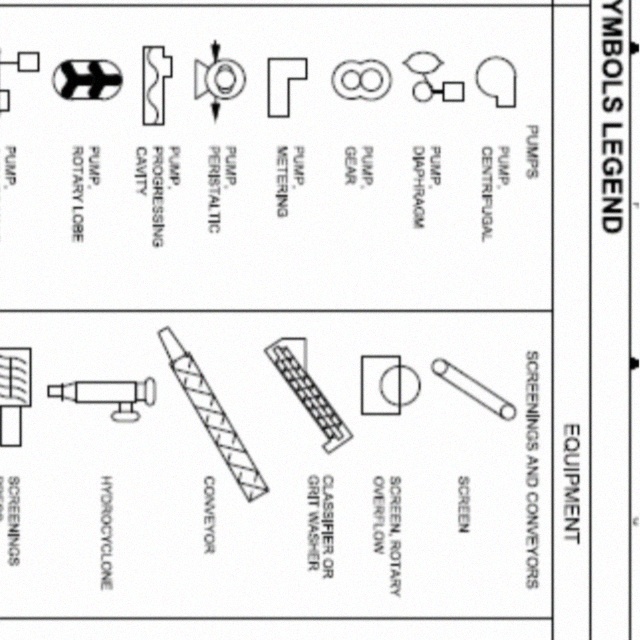 YMBOLS LEGEND
EQUIPMENT
PUMPS
PUMP,
CENTRIFUGAL
PUMP,
DIAPHRAGM
PUMP,
GEAR
PUMP,
METERING
PUMP,
PERISTALTIC
PUMP,
PROGRESSING
CAVITY
PUMP,
ROTARY LOBE
PUMP,
SCREENINGS AND CONVEYORS
SCREEN
SCREEN, ROTARY
OVERFLOW
CLASSIFIER OR
GRIT WASHER
CONVEYOR
HYDROCYCLONE
SCREENINGS